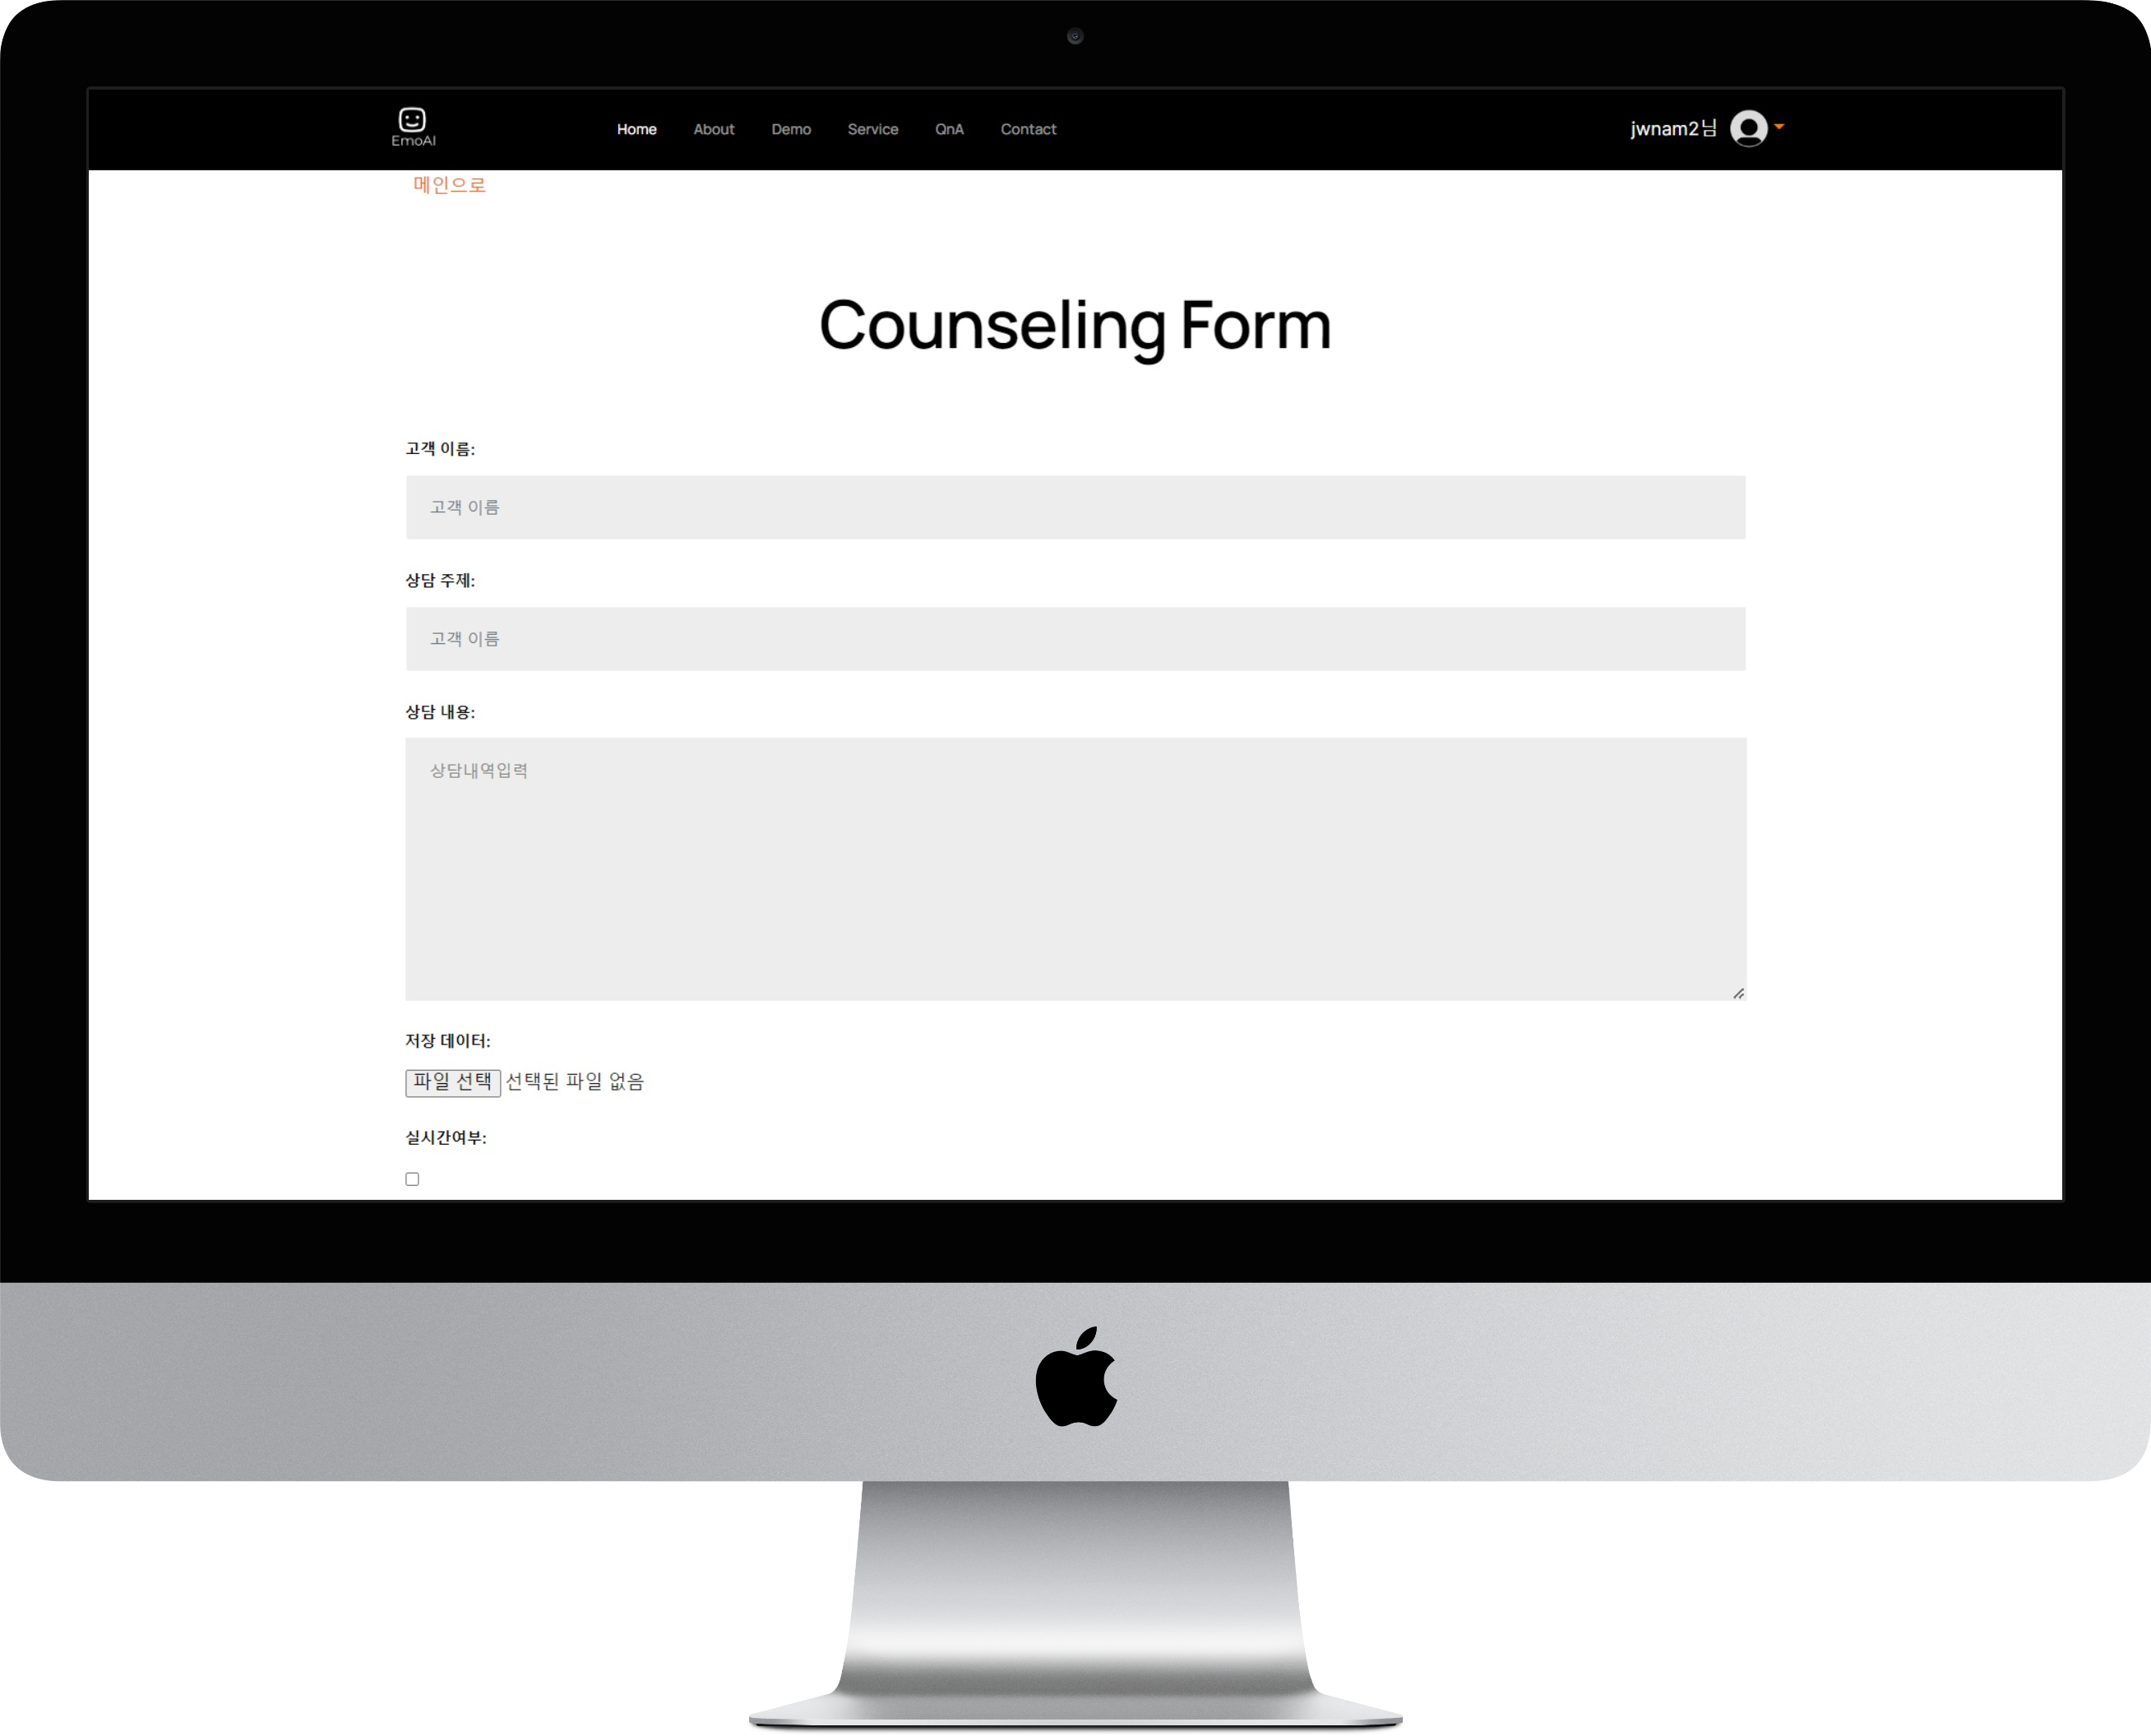 EmoAI
Home About Demo Service QnA Contact
jwnam2님
메인으로
Counseling Form
고객 이름:
고객 이름
상담 주제:
고객 이름
상담 내용:
상담내역입력
저장 데이터:
파일 선택 선택된 파일 없음
실시간여부: